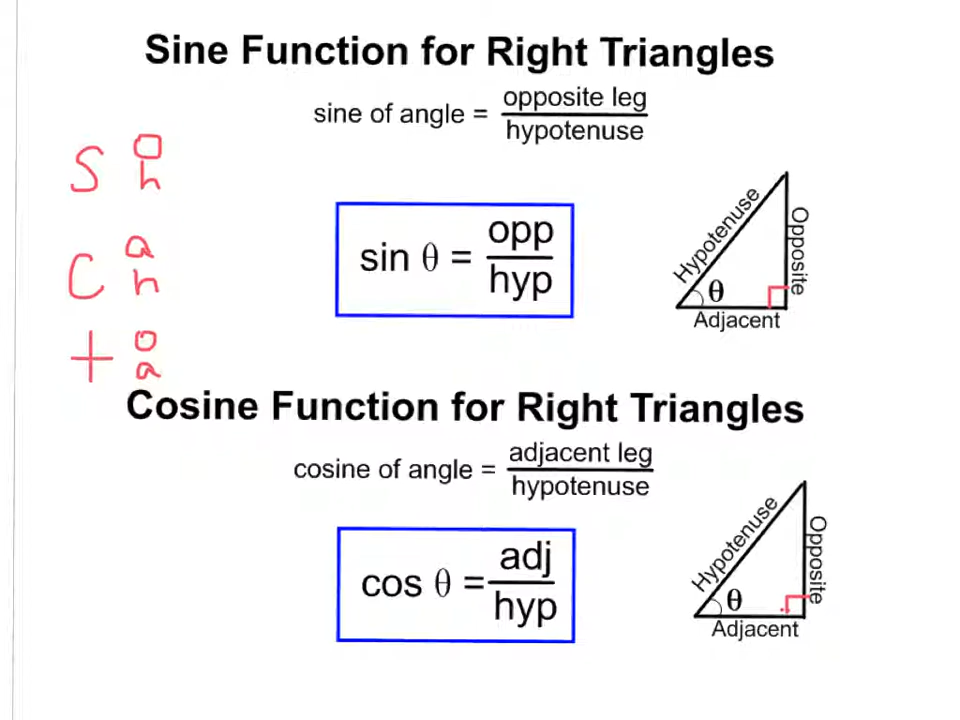 Sine Function for Right Triangles
sine of angle = opposite leg / hypotenuse
S o/h
sin θ = opp / hyp
Hypotenuse
Opposite
θ
Adjacent
C a/h
t o/a
Cosine Function for Right Triangles
cosine of angle = adjacent leg / hypotenuse
cos θ = adj / hyp
Hypotenuse
Opposite
θ
Adjacent